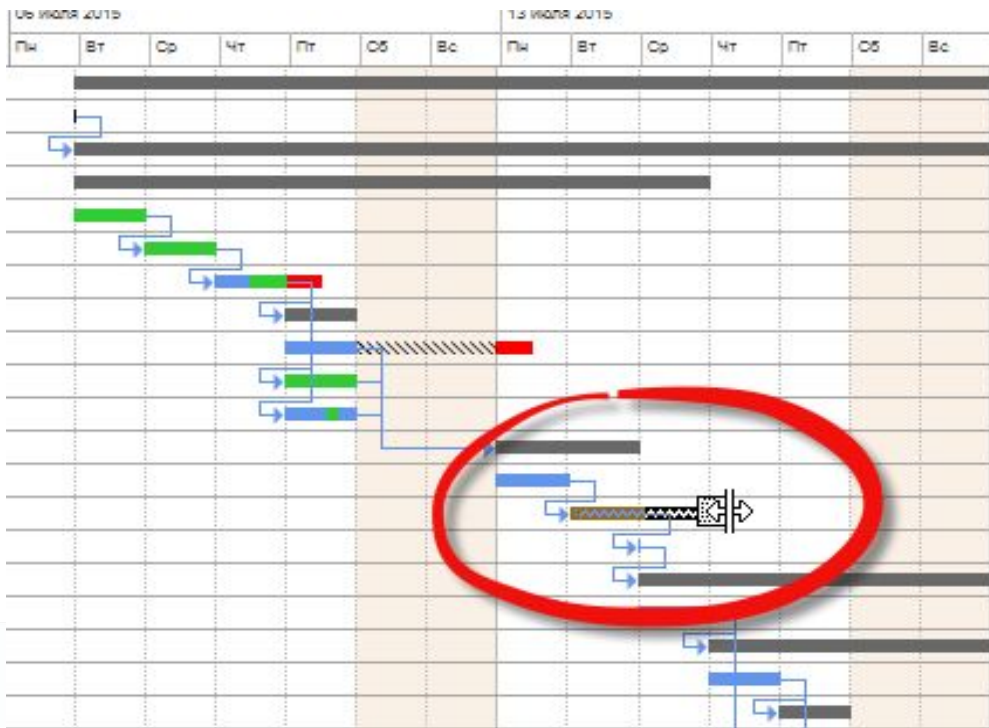 06 Июля 2015 13 Июля 2015
Пн Вт Ср Чт Пт Сб Вс Пн Вт Ср Чт Пт Сб Вс